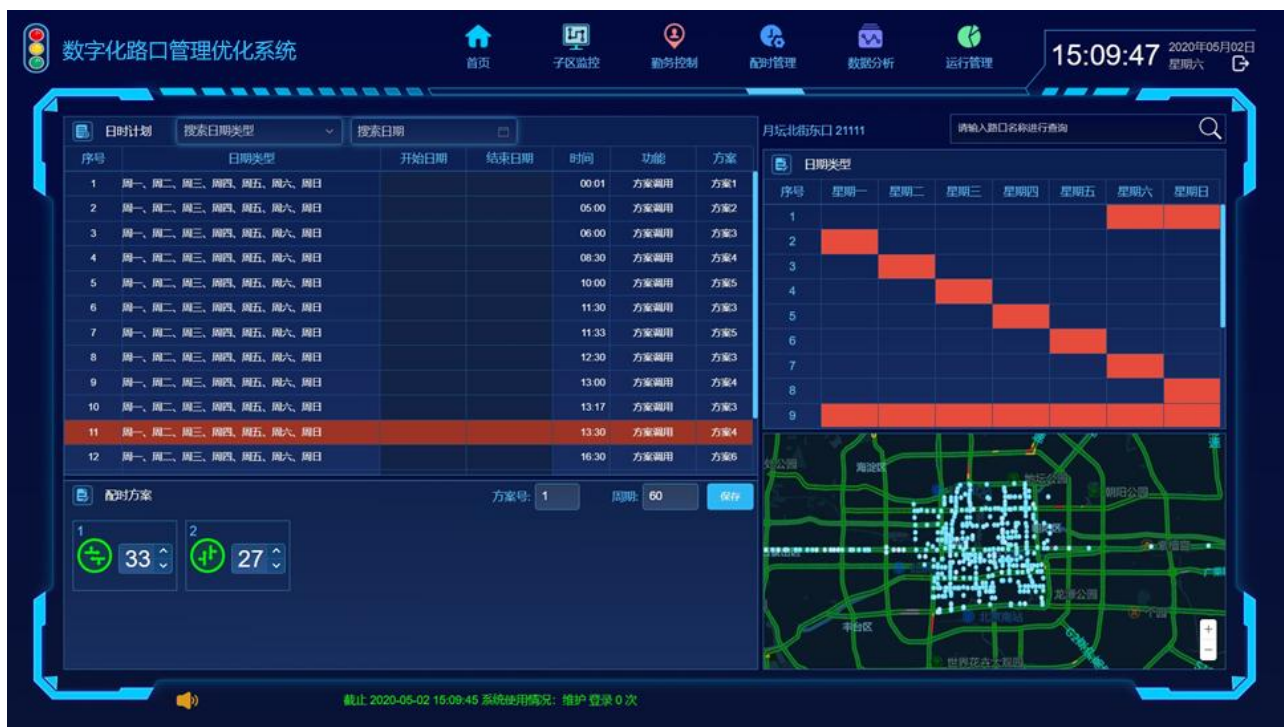 数字化路口管理优化系统
首页 子区监控 勤务控制 配时管理 数据分析 运行管理
15:09:47 2020年05月02日
星期六
日时计划 搜索日期类型 搜索日期
序号 日期类型 开始日期 结束日期 时间 功能 方案
1 周一、周二、周三、周四、周五、周六、周日 00:01 方案调用 方案1
2 周一、周二、周三、周四、周五、周六、周日 05:00 方案调用 方案2
3 周一、周二、周三、周四、周五、周六、周日 06:00 方案调用 方案3
4 周一、周二、周三、周四、周五、周六、周日 08:30 方案调用 方案4
5 周一、周二、周三、周四、周五、周六、周日 10:00 方案调用 方案5
6 周一、周二、周三、周四、周五、周六、周日 11:30 方案调用 方案3
7 周一、周二、周三、周四、周五、周六、周日 11:33 方案调用 方案5
8 周一、周二、周三、周四、周五、周六、周日 12:30 方案调用 方案3
9 周一、周二、周三、周四、周五、周六、周日 13:00 方案调用 方案4
10 周一、周二、周三、周四、周五、周六、周日 13:17 方案调用 方案3
11 周一、周二、周三、周四、周五、周六、周日 13:30 方案调用 方案4
12 周一、周二、周三、周四、周五、周六、周日 16:30 方案调用 方案6
配时方案 方案号: 1 周期: 60 保存
1 33
2 27
月坛北街东口 21111 请输入路口名称进行查询
日期类型
序号 星期一 星期二 星期三 星期四 星期五 星期六 星期日
1
2
3
4
5
6
7
8
9
海淀区
地坛公园
朝阳公园
龙潭公园
北京南站
丰台区
世界花卉大观园
+
−
截止 2020-05-02 15:09:45 系统使用情况：维护 登录 0 次